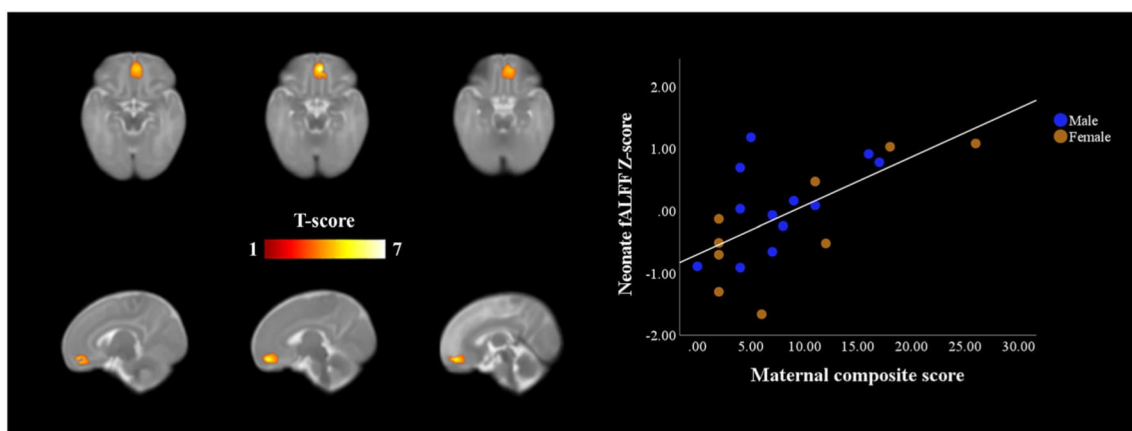 T-score
1 7
Neonate fALFF Z-score
2.00
1.00
.00
-1.00
-2.00
.00 5.00 10.00 15.00 20.00 25.00 30.00
Maternal composite score
Male
Female